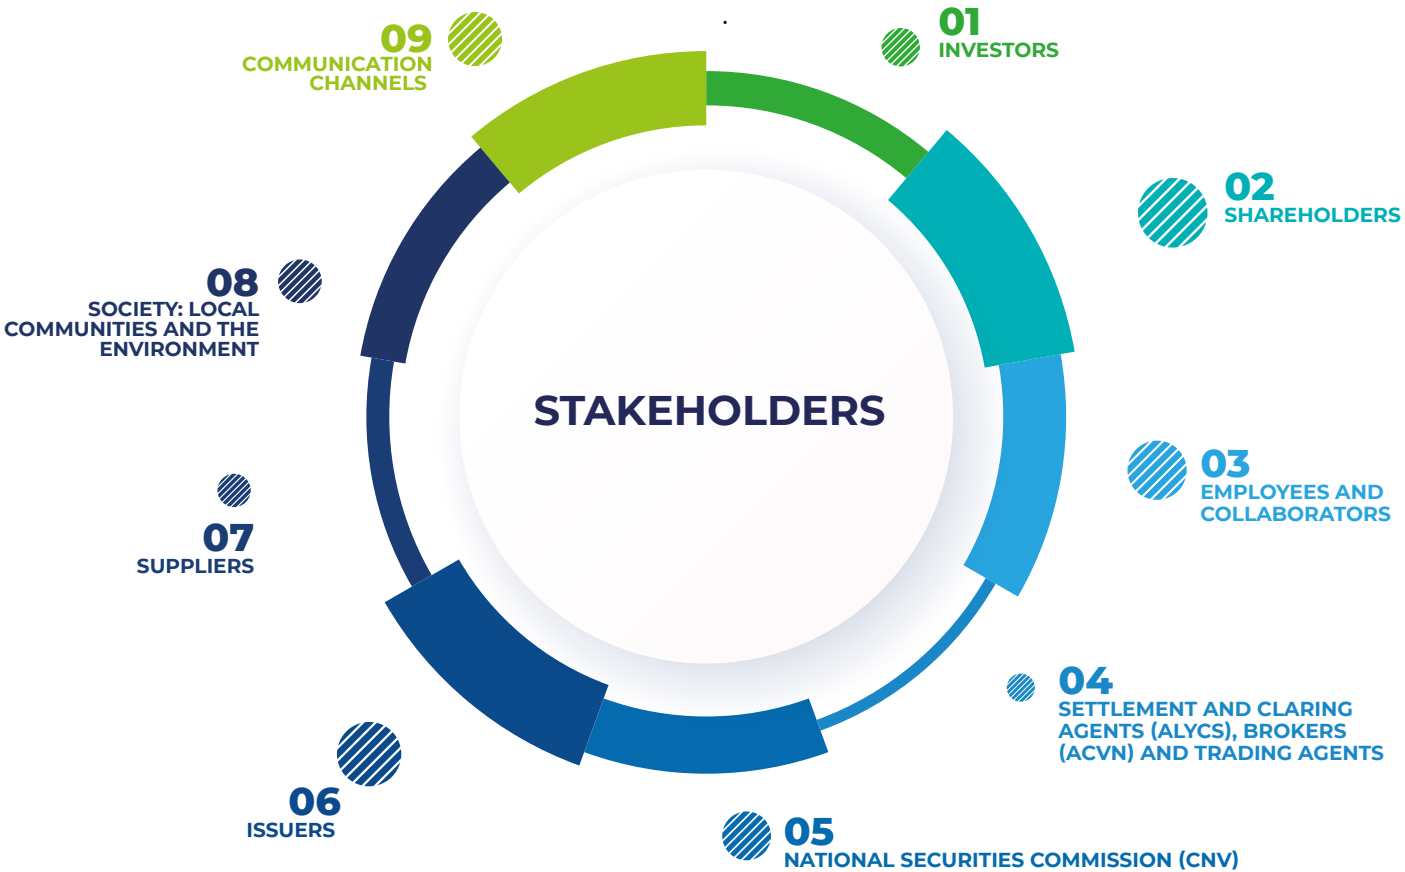 01
INVESTORS
02
SHAREHOLDERS
03
EMPLOYEES AND
COLLABORATORS
04
SETTLEMENT AND CLARING
AGENTS (ALYCS), BROKERS
(ACVN) AND TRADING AGENTS
05
NATIONAL SECURITIES COMMISSION (CNV)
06
ISSUERS
07
SUPPLIERS
08
SOCIETY: LOCAL
COMMUNITIES AND THE
ENVIRONMENT
09
COMMUNICATION
CHANNELS
STAKEHOLDERS